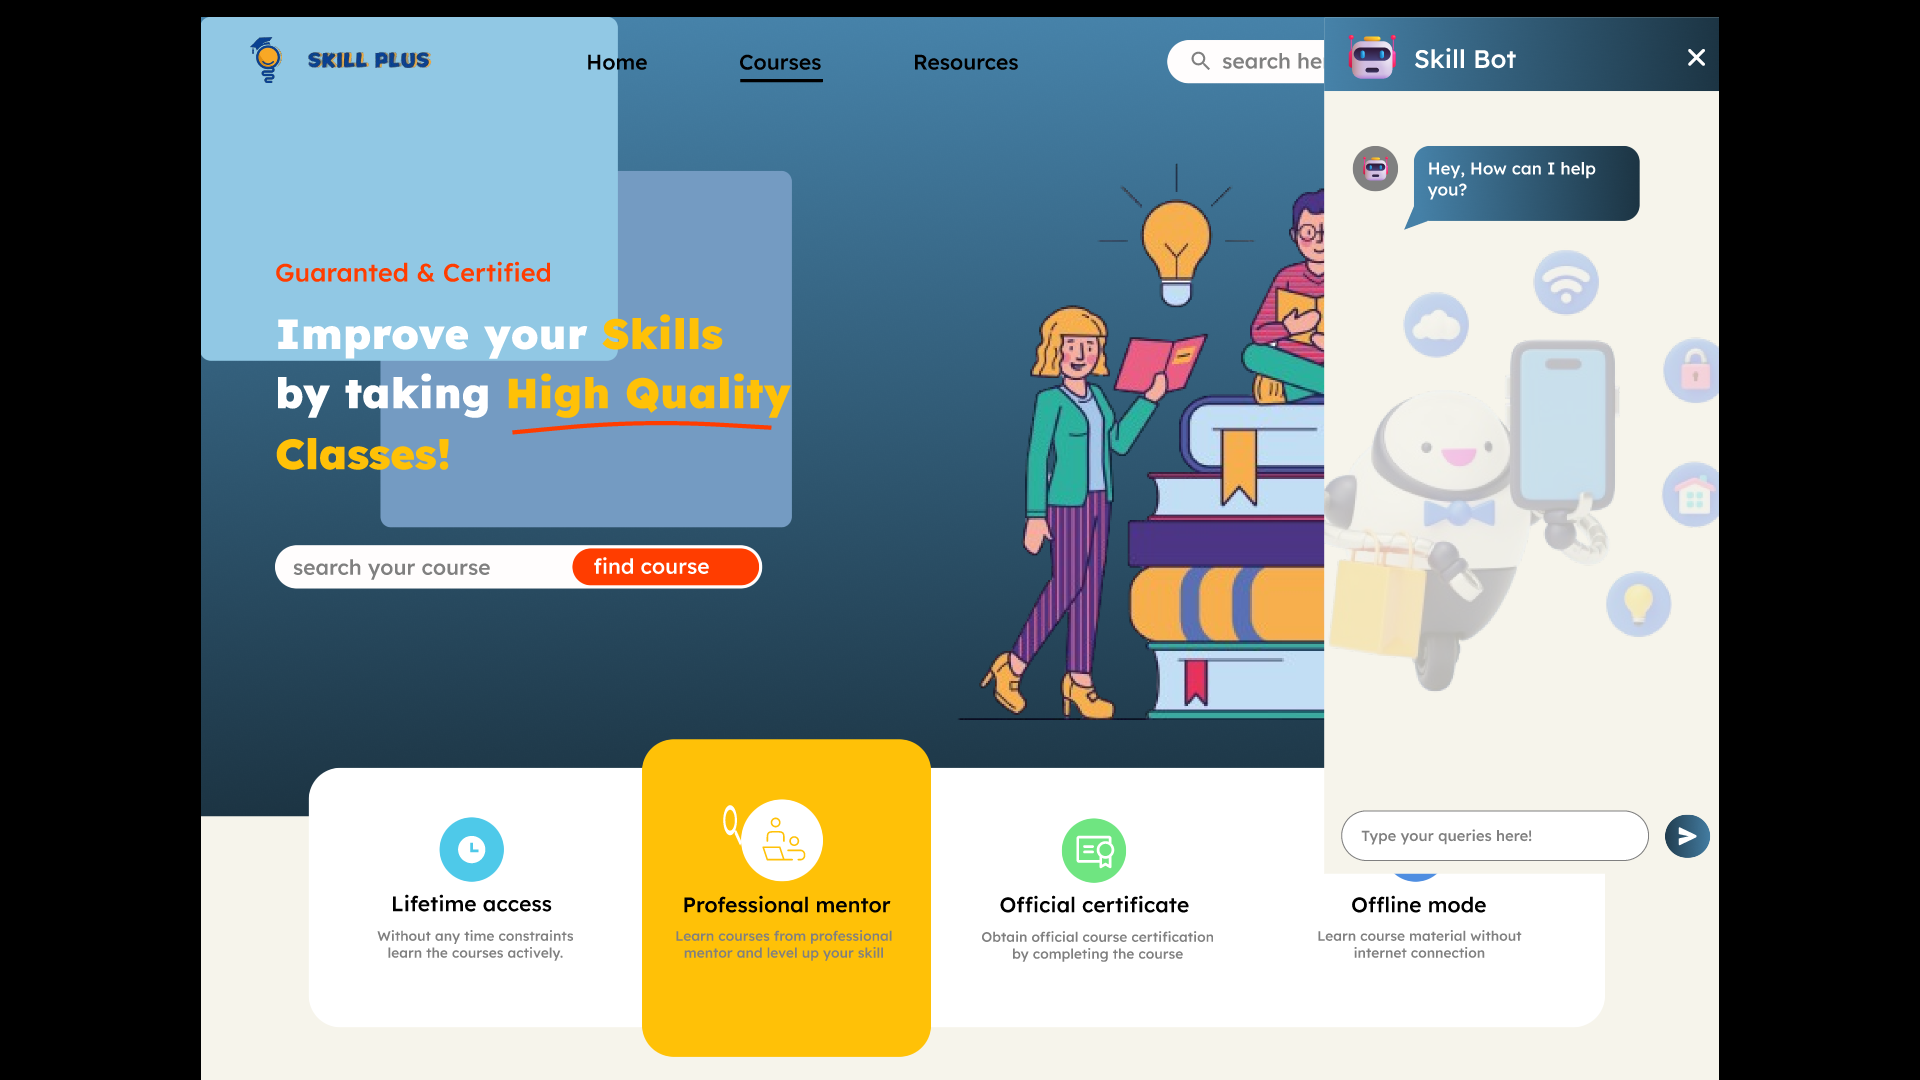 SKILL PLUS
Home
Courses
Resources
search he
Skill Bot
Hey, How can I help
you?
Guaranted & Certified
Improve your Skills
by taking High Quality
Classes!
search your course
find course
Type your queries here!
Lifetime access
Without any time constraints
learn the courses actively.
Professional mentor
Learn courses from professional
mentor and level up your skill
Official certificate
Obtain official course certification
by completing the course
Offline mode
Learn course material without
internet connection